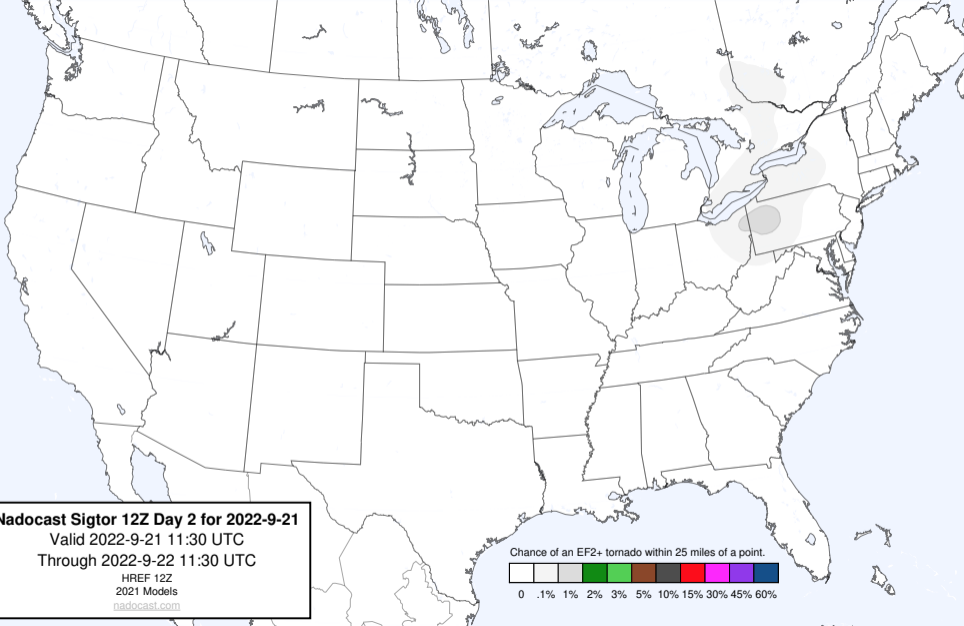 Nadocast Sigtor 12Z Day 2 for 2022-9-21
Valid 2022-9-21 11:30 UTC
Through 2022-9-22 11:30 UTC
HREF 12Z
2021 Models
nadocast.com
Chance of an EF2+ tornado within 25 miles of a point.
0 .1% 1% 2% 3% 5% 10% 15% 30% 45% 60%